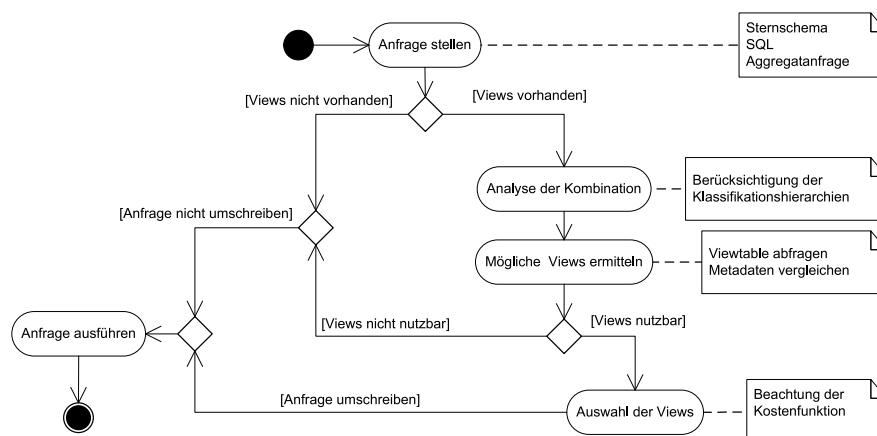 Anfrage stellen
Sternschema
SQL
Aggregatanfrage
[Views nicht vorhanden]
[Views vorhanden]
Analyse der Kombination
Berücksichtigung der
Klassifikationshierarchien
[Anfrage nicht umschreiben]
Mögliche Views ermitteln
Viewtable abfragen
Metadaten vergleichen
[Views nicht nutzbar]
[Views nutzbar]
Anfrage ausführen
[Anfrage umschreiben]
Auswahl der Views
Beachtung der
Kostenfunktion